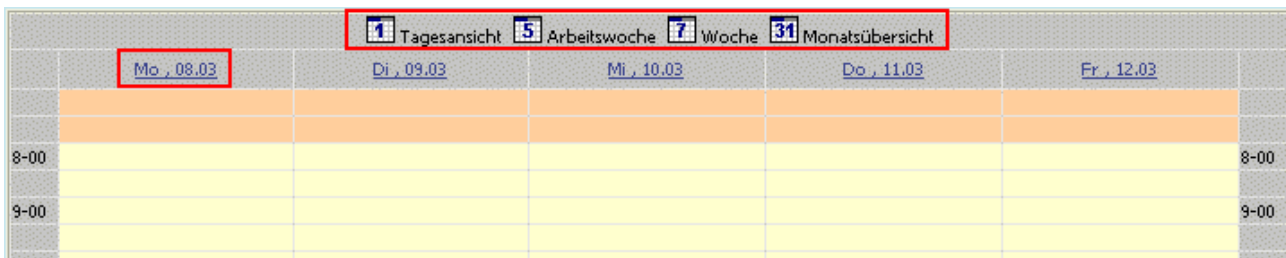 1 Tagesansicht 5 Arbeitswoche 7 Woche 31 Monatsübersicht
Mo , 08.03 Di , 09.03 Mi , 10.03 Do , 11.03 Fr , 12.03
8-00 8-00
9-00 9-00